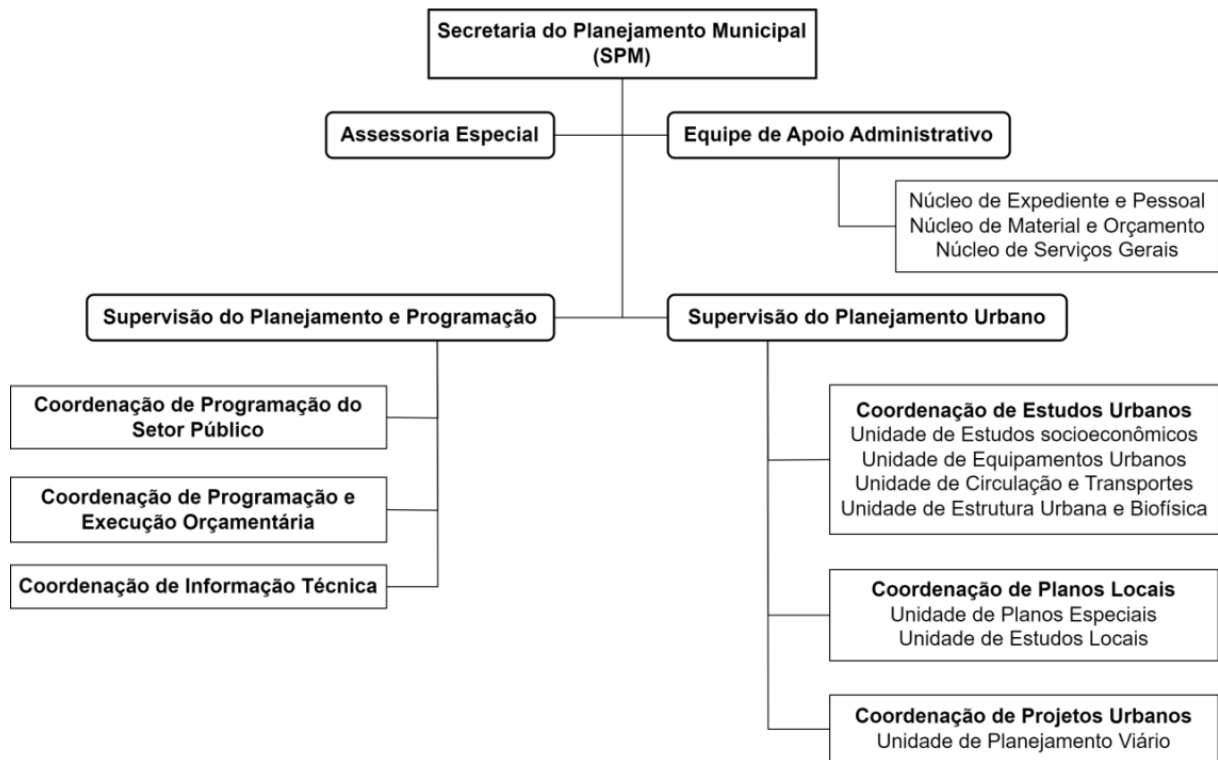 Secretaria do Planejamento Municipal
(SPM)
Assessoria Especial
Equipe de Apoio Administrativo
Núcleo de Expediente e Pessoal
Núcleo de Material e Orçamento
Núcleo de Serviços Gerais
Supervisão do Planejamento e Programação
Supervisão do Planejamento Urbano
Coordenação de Programação do
Setor Público
Coordenação de Programação e
Execução Orçamentária
Coordenação de Informação Técnica
Coordenação de Estudos Urbanos
Unidade de Estudos socioeconômicos
Unidade de Equipamentos Urbanos
Unidade de Circulação e Transportes
Unidade de Estrutura Urbana e Biofísica
Coordenação de Planos Locais
Unidade de Planos Especiais
Unidade de Estudos Locais
Coordenação de Projetos Urbanos
Unidade de Planejamento Viário